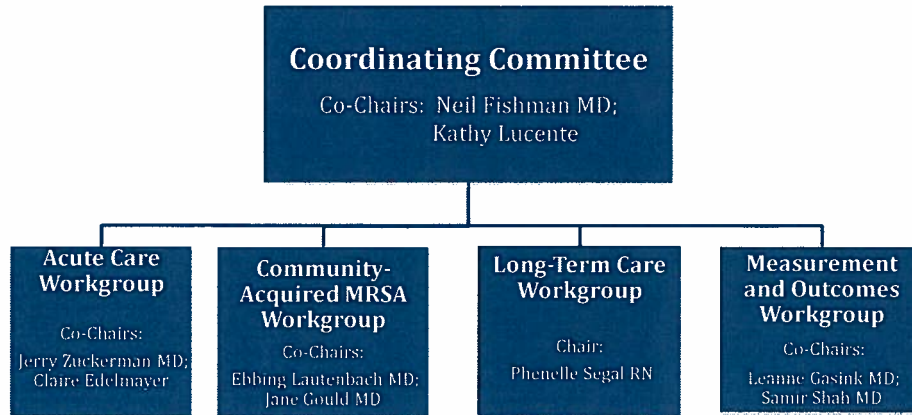 Coordinating Committee
Co-Chairs: Neil Fishman MD;
Kathy Lucente
Acute Care
Workgroup
Co-Chairs:
Jerry Zuckerman MD;
Claire Edelmayer
Community-
Acquired MRSA
Workgroup
Co-Chairs:
Ebbing Lautenbach MD;
Jane Gould MD
Long-Term Care
Workgroup
Chair:
Phenelle Segal RN
Measurement
and Outcomes
Workgroup
Co-Chairs:
Leanne Gasink MD;
Samir Shah MD